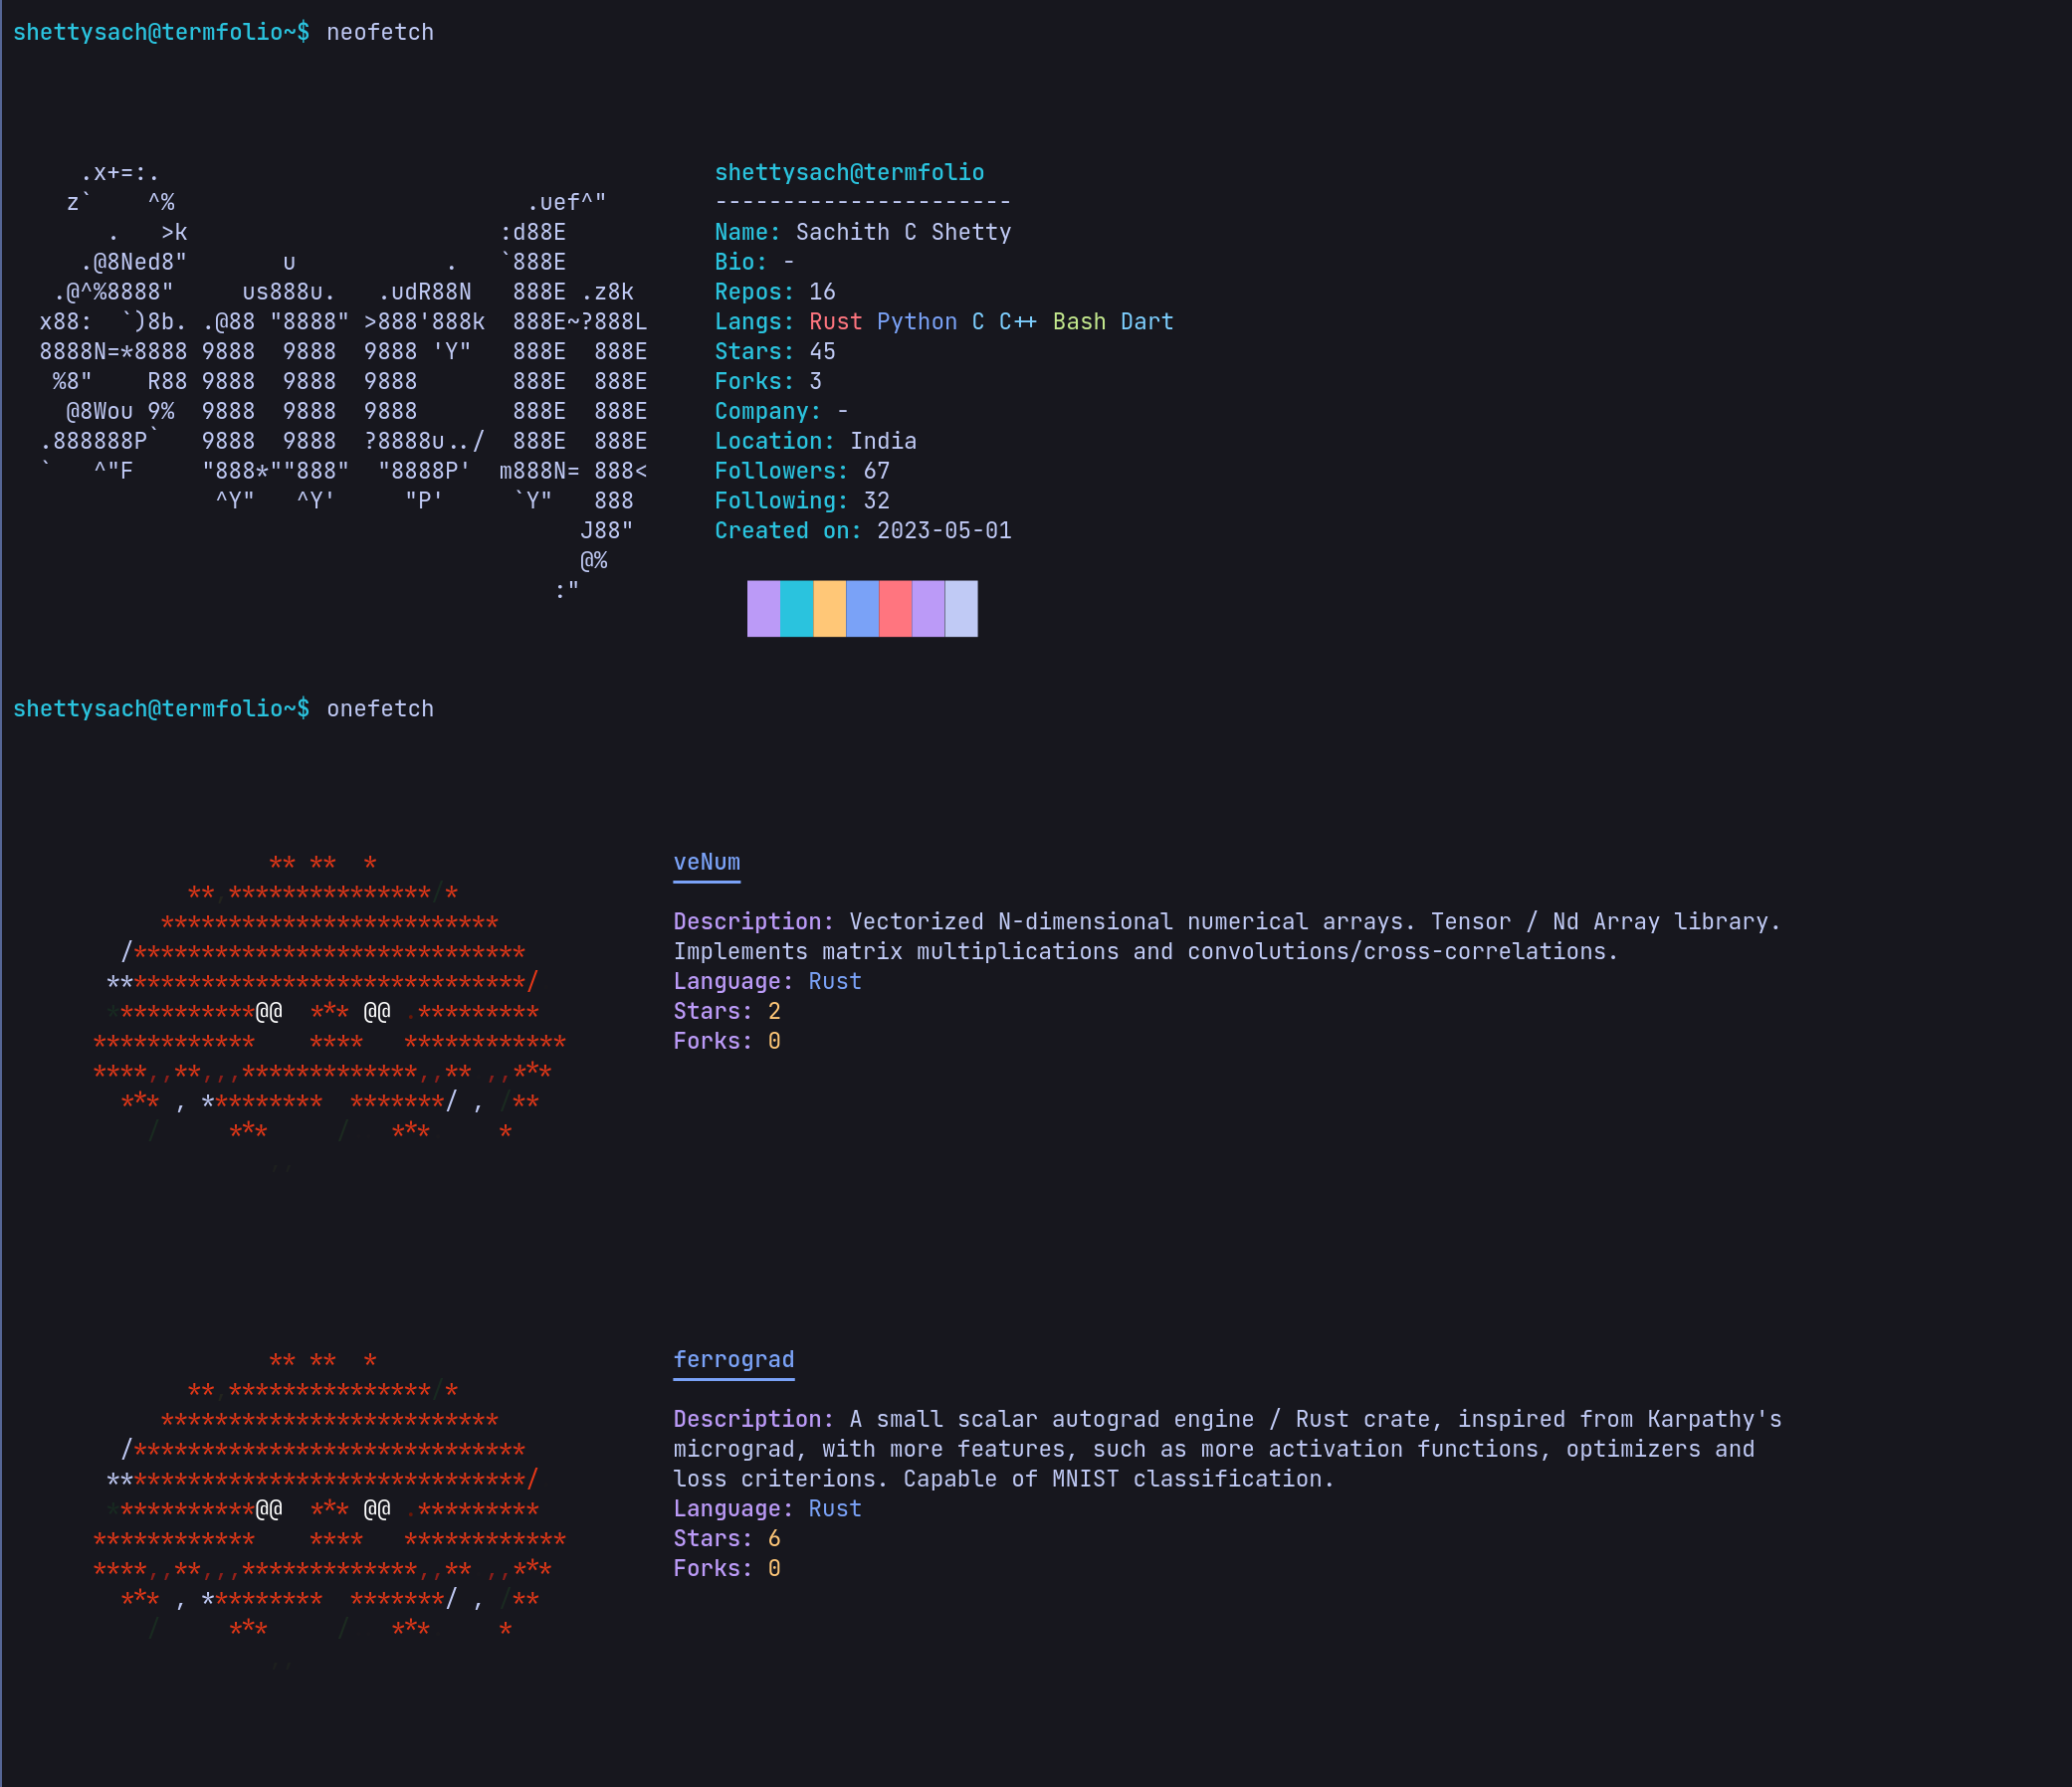 shettysach@termfolio~$ neofetch
     .x+=:.
    z`    ^%                          .uef^"
       .   >k                       :d88E
     .@8Ned8"       u           .   `888E
   .@^%8888"     us888u.   .udR88N   888E .z8k
  x88:  `)8b. .@88 "8888" >888'888k  888E~?888L
  8888N=*8888 9888  9888  9888 'Y"   888E  888E
   %8"    R88 9888  9888  9888       888E  888E
    @8Wou 9%  9888  9888  9888       888E  888E
  .888888P`   9888  9888  ?8888u../  888E  888E
  `   ^"F     "888*""888"  "8888P'  m888N= 888<
               ^Y"   ^Y'     "P'     `Y"   888
                                          J88"
                                          @%
                                        :"
shettysach@termfolio
----------------------
Name: Sachith C Shetty
Bio: -
Repos: 16
Langs: Rust Python C C++ Bash Dart
Stars: 45
Forks: 3
Company: -
Location: India
Followers: 67
Following: 32
Created on: 2023-05-01
shettysach@termfolio~$ onefetch
veNum
Description: Vectorized N-dimensional numerical arrays. Tensor / Nd Array library.
Implements matrix multiplications and convolutions/cross-correlations.
Language: Rust
Stars: 2
Forks: 0
ferrograd
Description: A small scalar autograd engine / Rust crate, inspired from Karpathy's
micrograd, with more features, such as more activation functions, optimizers and
loss criterions. Capable of MNIST classification.
Language: Rust
Stars: 6
Forks: 0